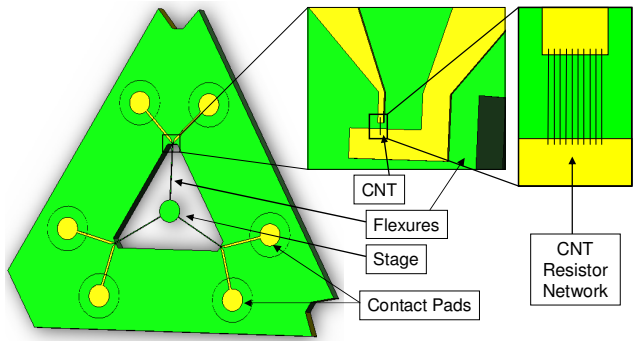 CNT
Flexures
Stage
Contact Pads
CNT
Resistor
Network